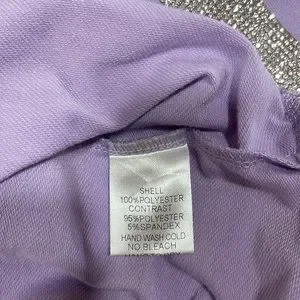 SHELL
100%POLYESTER
CONTRAST
95%POLYESTER
5%SPANDEX
HAND WASH COLD
NO BLEACH